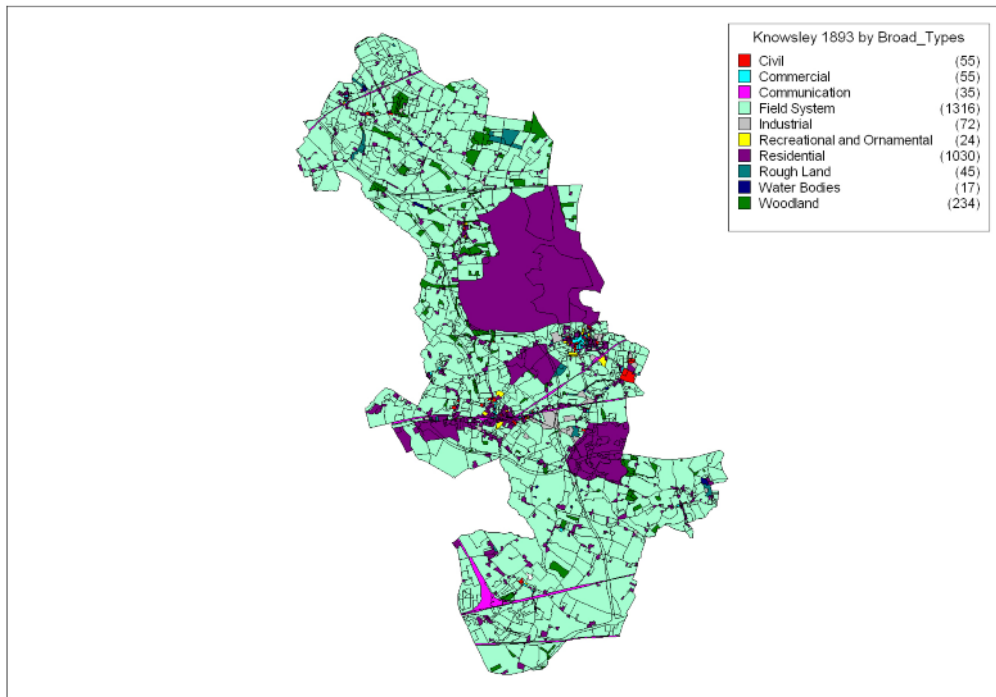 Knowsley 1893 by Broad_Types
Civil (55)
Commercial (55)
Communication (35)
Field System (1316)
Industrial (72)
Recreational and Ornamental (24)
Residential (1030)
Rough Land (45)
Water Bodies (17)
Woodland (234)